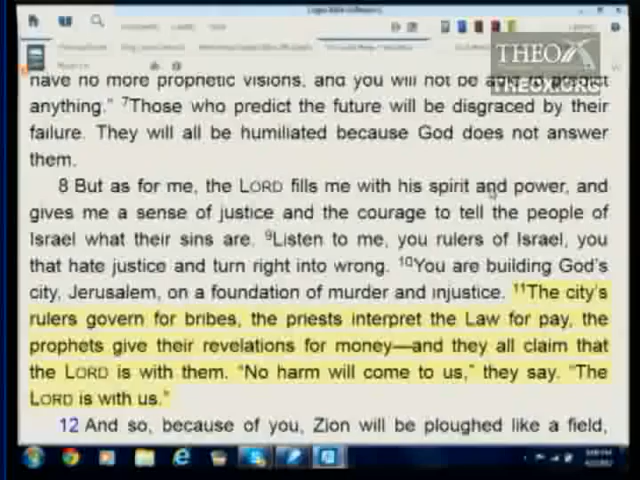 THEOX
THEOX.ORG
have no more prophetic visions, and you will not be able to predict
anything." 7Those who predict the future will be disgraced by their
failure. They will all be humiliated because God does not answer
them.
8 But as for me, the LORD fills me with his spirit and power, and
gives me a sense of justice and the courage to tell the people of
Israel what their sins are. 9Listen to me, you rulers of Israel, you
that hate justice and turn right into wrong. 10You are building God's
city, Jerusalem, on a foundation of murder and injustice. 11The city's
rulers govern for bribes, the priests interpret the Law for pay, the
prophets give their revelations for money—and they all claim that
the LORD is with them. "No harm will come to us," they say. "The
LORD is with us."
12 And so, because of you, Zion will be ploughed like a field,